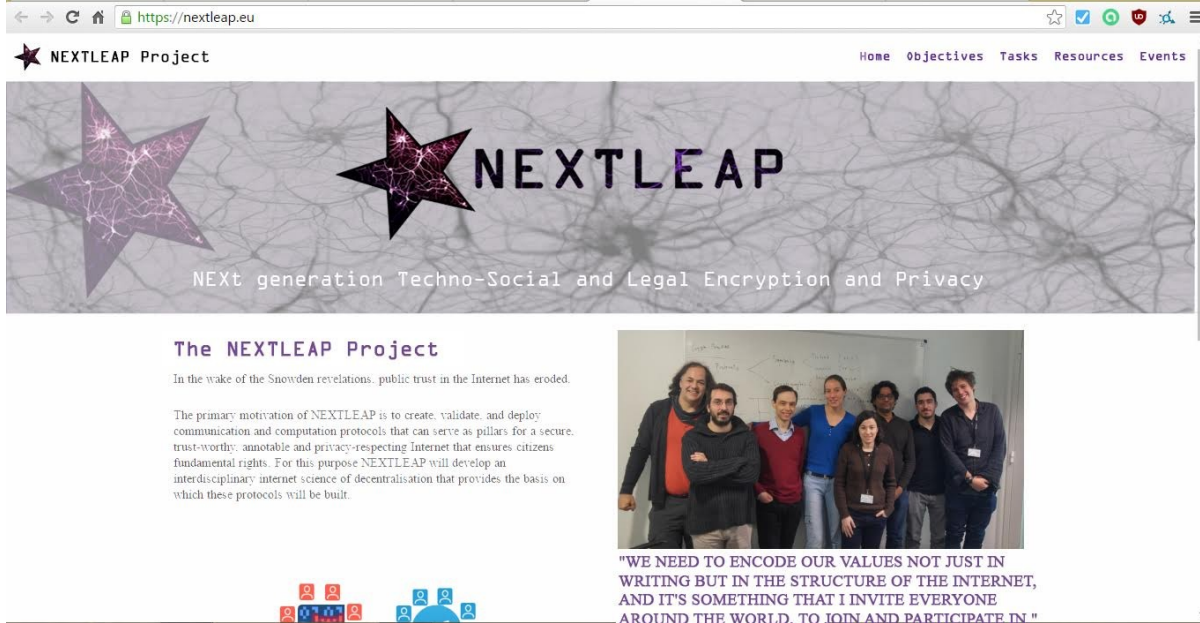 https://nextleap.eu
NEXTLEAP Project
Home Objectives Tasks Resources Events
NEXTLEAP
NEXt generation Techno-Social and Legal Encryption and Privacy
The NEXTLEAP Project
In the wake of the Snowden revelations, public trust in the Internet has eroded.
The primary motivation of NEXTLEAP is to create, validate, and deploy
communication and computation protocols that can serve as pillars for a secure,
trust-worthy, annotable and privacy-respecting Internet that ensures citizens
fundamental rights. For this purpose NEXTLEAP will develop an
interdisciplinary internet science of decentralisation that provides the basis on
which these protocols will be built.
"WE NEED TO ENCODE OUR VALUES NOT JUST IN
WRITING BUT IN THE STRUCTURE OF THE INTERNET,
AND IT'S SOMETHING THAT I INVITE EVERYONE
AROUND THE WORLD, TO JOIN AND PARTICIPATE IN."